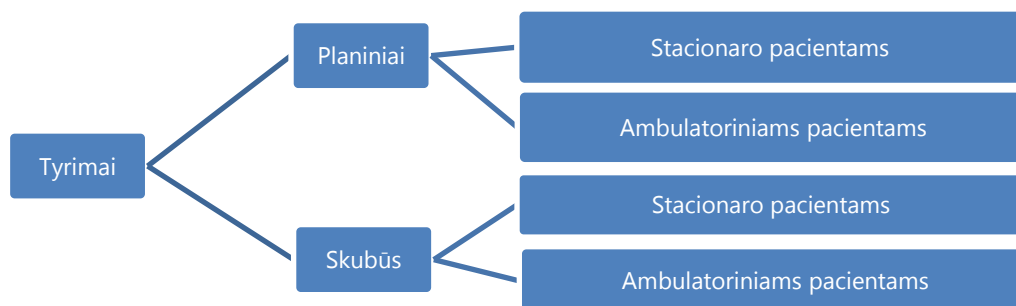 Tyrimai
Planiniai
Stacionaro pacientams
Ambulatoriniams pacientams
Skubūs
Stacionaro pacientams
Ambulatoriniams pacientams